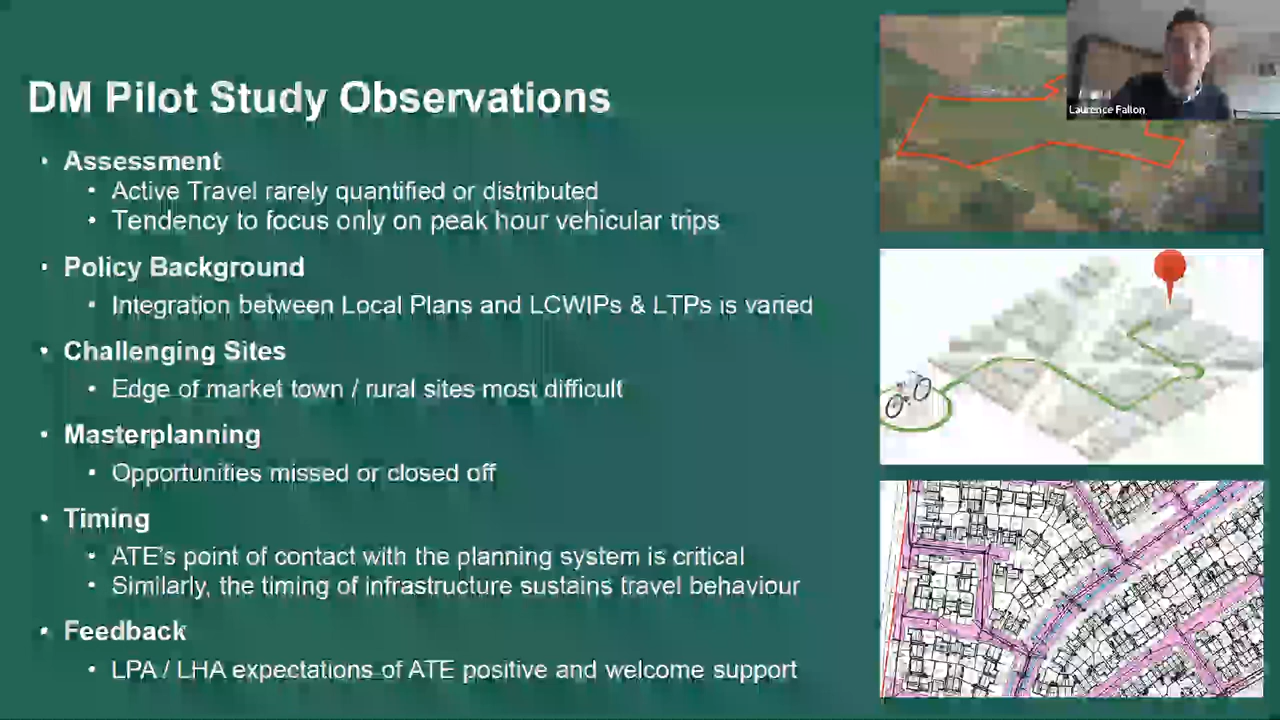 DM Pilot Study Observations
Laurence Fallon
• Assessment
• Active Travel rarely quantified or distributed
• Tendency to focus only on peak hour vehicular trips
• Policy Background
• Integration between Local Plans and LCWIPs & LTPs is varied
• Challenging Sites
• Edge of market town / rural sites most difficult
• Masterplanning
• Opportunities missed or closed off
• Timing
• ATE's point of contact with the planning system is critical
• Similarly, the timing of infrastructure sustains travel behaviour
• Feedback
• LPA / LHA expectations of ATE positive and welcome support